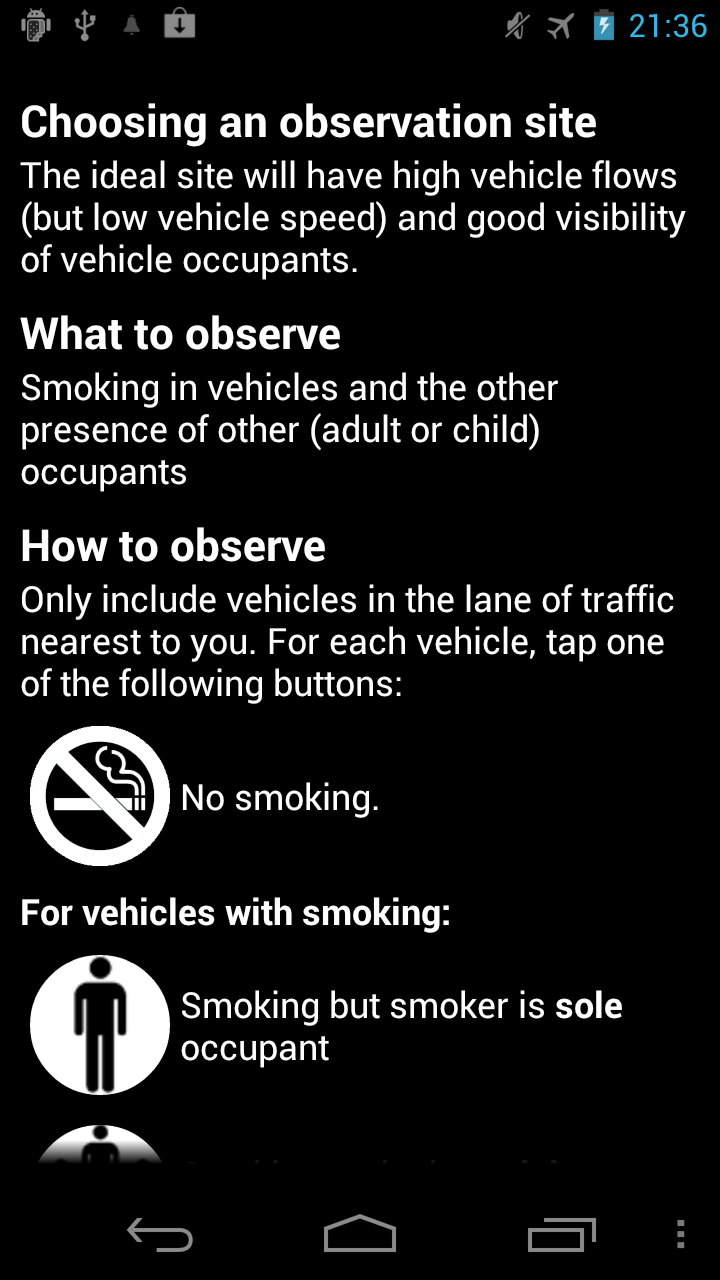 21:36
Choosing an observation site
The ideal site will have high vehicle flows
(but low vehicle speed) and good visibility
of vehicle occupants.
What to observe
Smoking in vehicles and the other
presence of other (adult or child)
occupants
How to observe
Only include vehicles in the lane of traffic
nearest to you. For each vehicle, tap one
of the following buttons:
No smoking.
For vehicles with smoking:
Smoking but smoker is sole
occupant